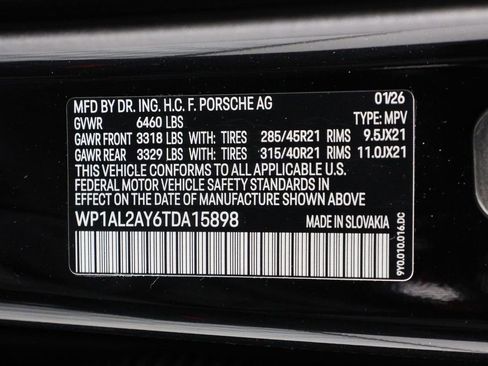 MFD BY DR. ING. H.C. F. PORSCHE AG 01/26
GVWR 6460 LBS TYPE: MPV
GAWR FRONT 3318 LBS WITH: TIRES 285/45R21 RIMS 9.5JX21
GAWR REAR 3329 LBS WITH: TIRES 315/40R21 RIMS 11.0JX21
THIS VEHICLE CONFORMS TO ALL APPLICABLE U.S.
FEDERAL MOTOR VEHICLE SAFETY STANDARDS IN
EFFECT ON THE DATE OF MANUFACTURE SHOWN ABOVE
WP1AL2AY6TDA15898 MADE IN SLOVAKIA
9Y0.010.016.DC